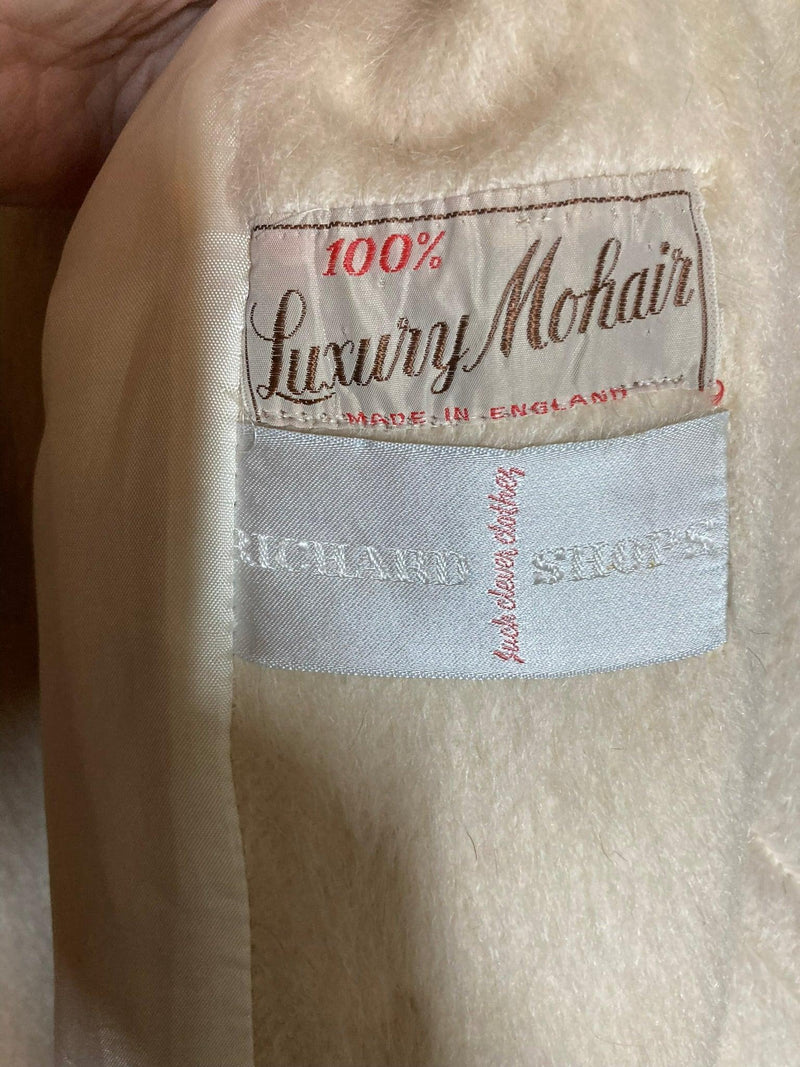 100%
Luxury Mohair
MADE IN ENGLAND
RICHARD SHOPS
such clever clothes